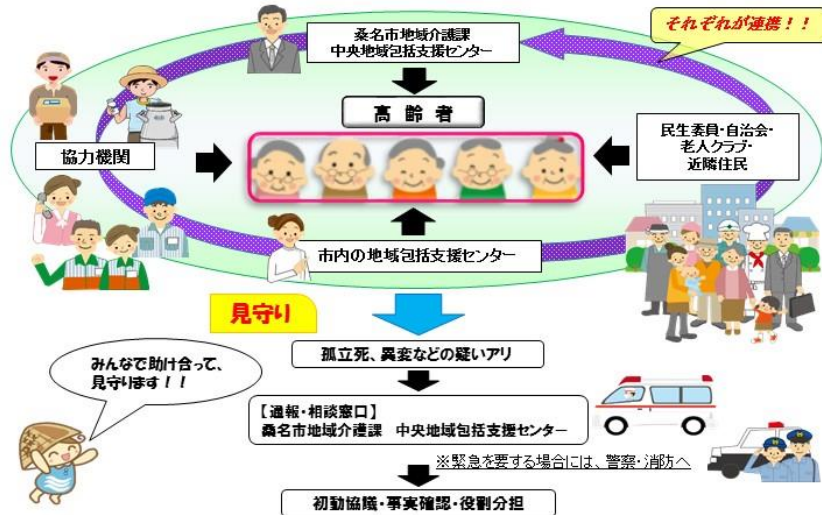 桑名市地域介護課
中央地域包括支援センター
それぞれが連携！！
高齢者
協力機関
民生委員・自治会・
老人クラブ・
近隣住民
市内の地域包括支援センター
見守り
孤立死、異変などの疑いアリ
みんなで助け合って、
見守ります！！
【通報・相談窓口】
桑名市地域介護課　中央地域包括支援センター
※緊急を要する場合には、警察・消防へ
初動協議・事実確認・役割分担